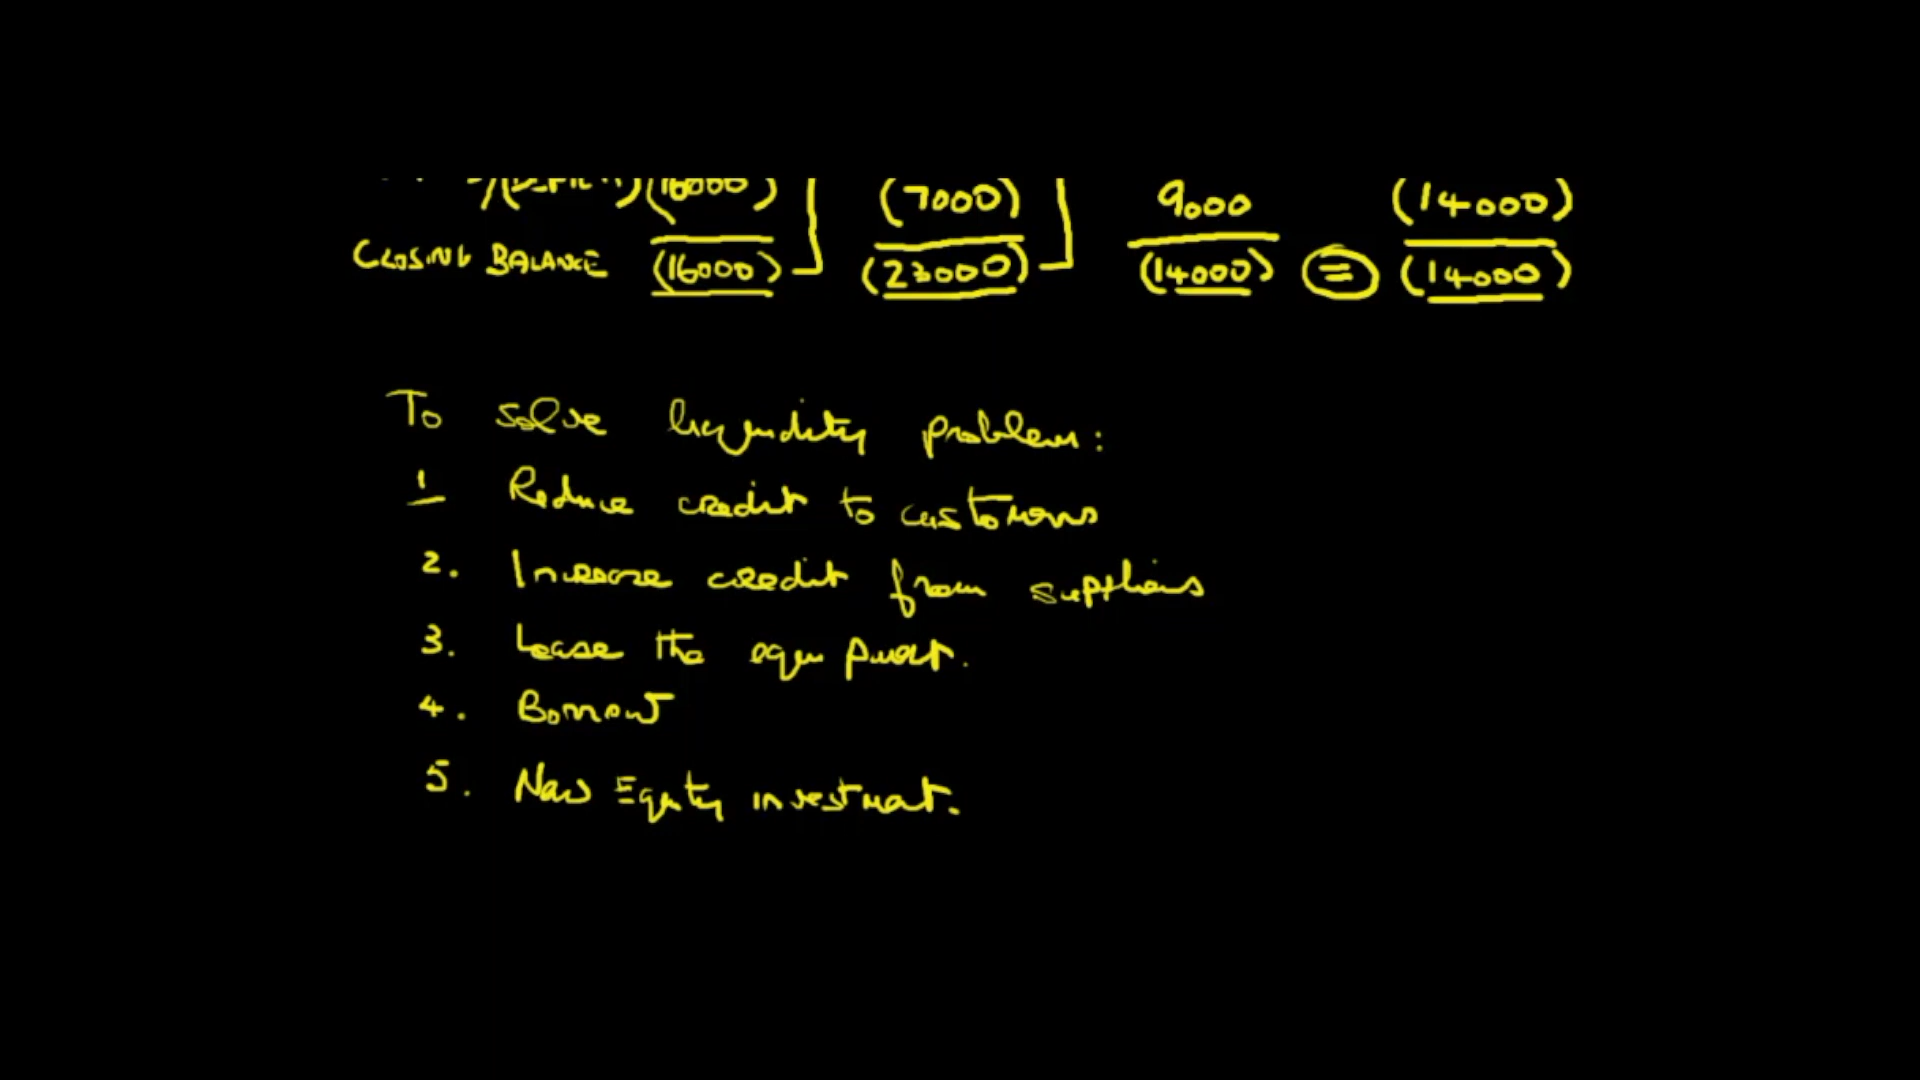 (16000) (7000) 9000 (14000)
CLOSING BALANCE (16000) (23000) (14000) = (14000)
To solve liquidity problem:
1 Reduce credit to customers
2. Increase credit from suppliers
3. Lease the equipment.
4. Borrow
5. New Equity investment.